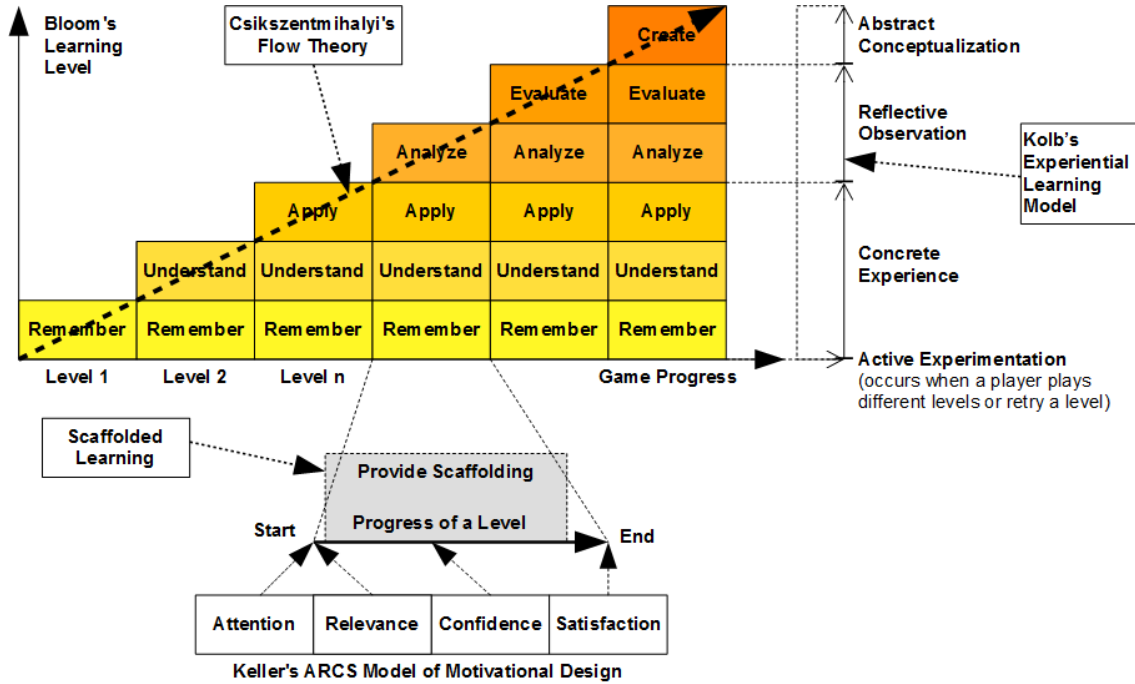 Bloom's
Learning
Level
Csikszentmihalyi's
Flow Theory
Create
Abstract
Conceptualization
Evaluate
Evaluate
Reflective
Observation
Analyze
Analyze
Analyze
Kolb's
Experiential
Learning
Model
Apply
Apply
Apply
Apply
Understand
Understand
Understand
Understand
Understand
Concrete
Experience
Remember
Remember
Remember
Remember
Remember
Remember
Level 1
Level 2
Level n
Game Progress
Active Experimentation
(occurs when a player plays
different levels or retry a level)
Scaffolded
Learning
Provide Scaffolding
Progress of a Level
Start
End
Attention
Relevance
Confidence
Satisfaction
Keller's ARCS Model of Motivational Design